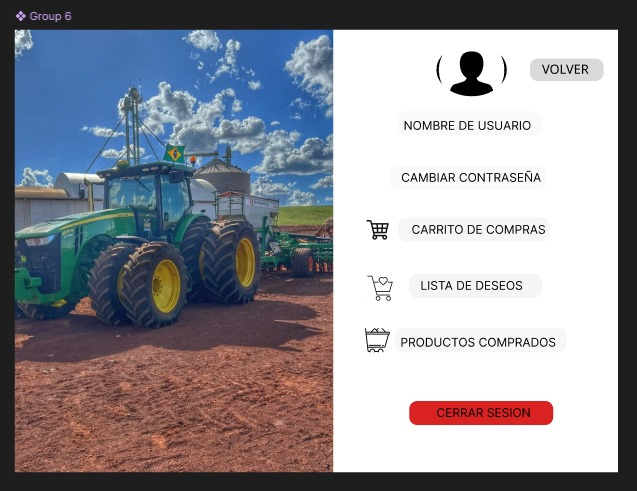 Group 6
VOLVER
NOMBRE DE USUARIO
CAMBIAR CONTRASEÑA
CARRITO DE COMPRAS
LISTA DE DESEOS
PRODUCTOS COMPRADOS
CERRAR SESION